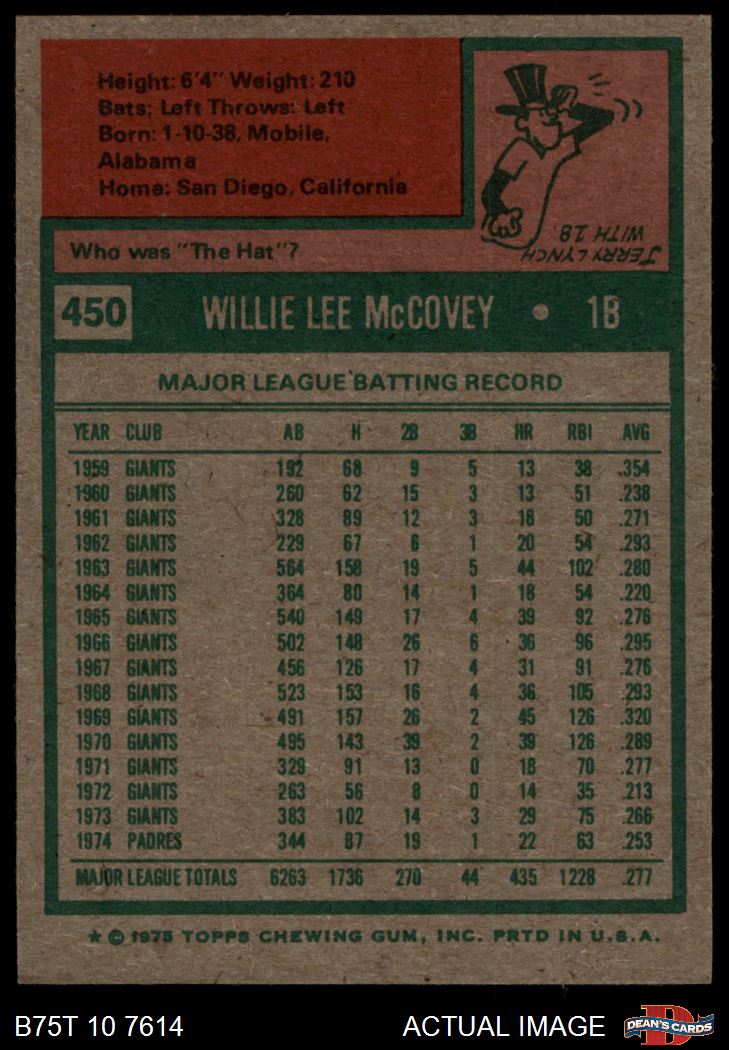 Height: 6'4" Weight: 210
Bats: Left Throws: Left
Born: 1-10-38, Mobile,
Alabama
Home: San Diego, California
Who was "The Hat"?
JERRY LYNCH
WITH 18.
450 WILLIE LEE McCOVEY • 1B
MAJOR LEAGUE BATTING RECORD
YEAR CLUB AB H 2B 3B HR RBI AVG
1959 GIANTS 192 68 9 5 13 38 .354
1960 GIANTS 260 62 15 3 13 51 .238
1961 GIANTS 328 89 12 3 18 50 .271
1962 GIANTS 229 67 6 1 20 54 .293
1963 GIANTS 564 158 19 5 44 102 .280
1964 GIANTS 364 80 14 1 18 54 .220
1965 GIANTS 540 149 17 4 39 92 .276
1966 GIANTS 502 148 26 6 36 96 .295
1967 GIANTS 456 126 17 4 31 91 .276
1968 GIANTS 523 153 16 4 36 105 .293
1969 GIANTS 491 157 26 2 45 126 .320
1970 GIANTS 495 143 39 2 39 126 .289
1971 GIANTS 329 91 13 0 18 70 .277
1972 GIANTS 263 56 8 0 14 35 .213
1973 GIANTS 383 102 14 3 29 75 .266
1974 PADRES 344 87 19 1 22 63 .253
MAJOR LEAGUE TOTALS 6263 1736 270 44 435 1228 .277
* © 1975 TOPPS CHEWING GUM, INC. PRTD IN U.S.A.
B75T 10 7614 ACTUAL IMAGE
D
DEAN'S CARDS